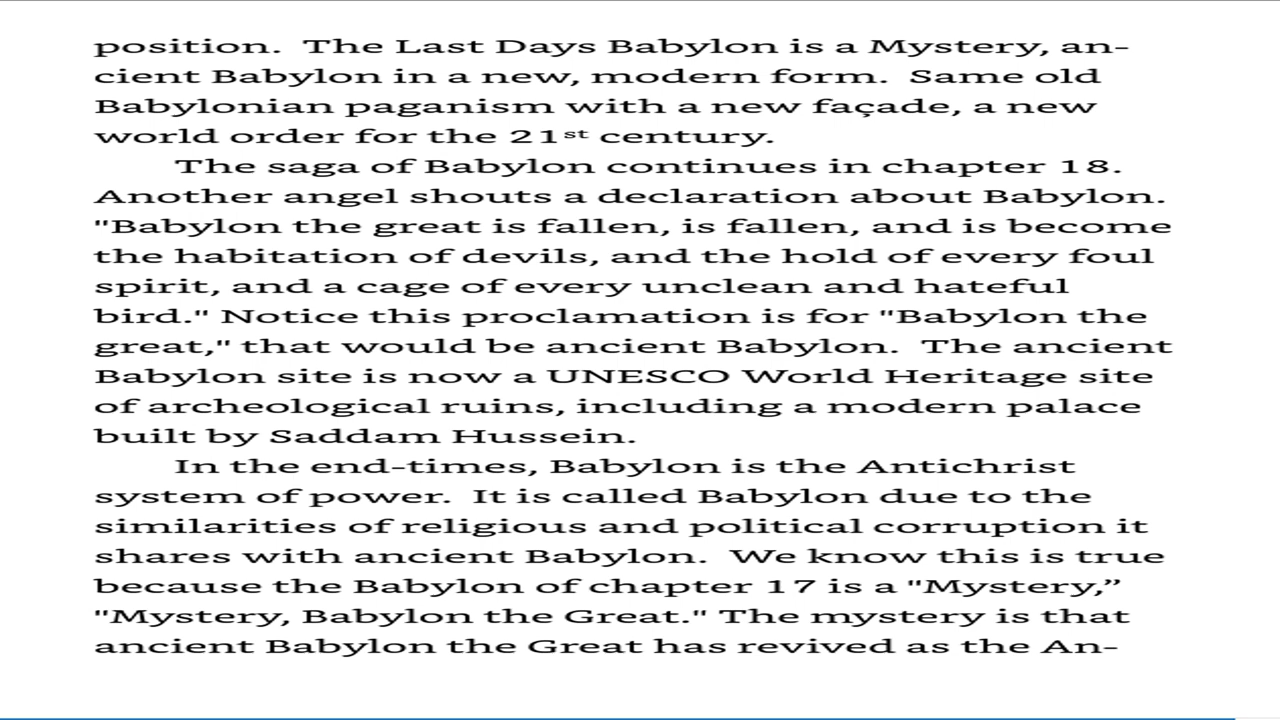 position.  The Last Days Babylon is a Mystery, an-
cient Babylon in a new, modern form.  Same old
Babylonian paganism with a new façade, a new
world order for the 21st century.
The saga of Babylon continues in chapter 18.
Another angel shouts a declaration about Babylon.
"Babylon the great is fallen, is fallen, and is become
the habitation of devils, and the hold of every foul
spirit, and a cage of every unclean and hateful
bird." Notice this proclamation is for "Babylon the
great," that would be ancient Babylon.  The ancient
Babylon site is now a UNESCO World Heritage site
of archeological ruins, including a modern palace
built by Saddam Hussein.
In the end-times, Babylon is the Antichrist
system of power.  It is called Babylon due to the
similarities of religious and political corruption it
shares with ancient Babylon.  We know this is true
because the Babylon of chapter 17 is a "Mystery,”
"Mystery, Babylon the Great." The mystery is that
ancient Babylon the Great has revived as the An-